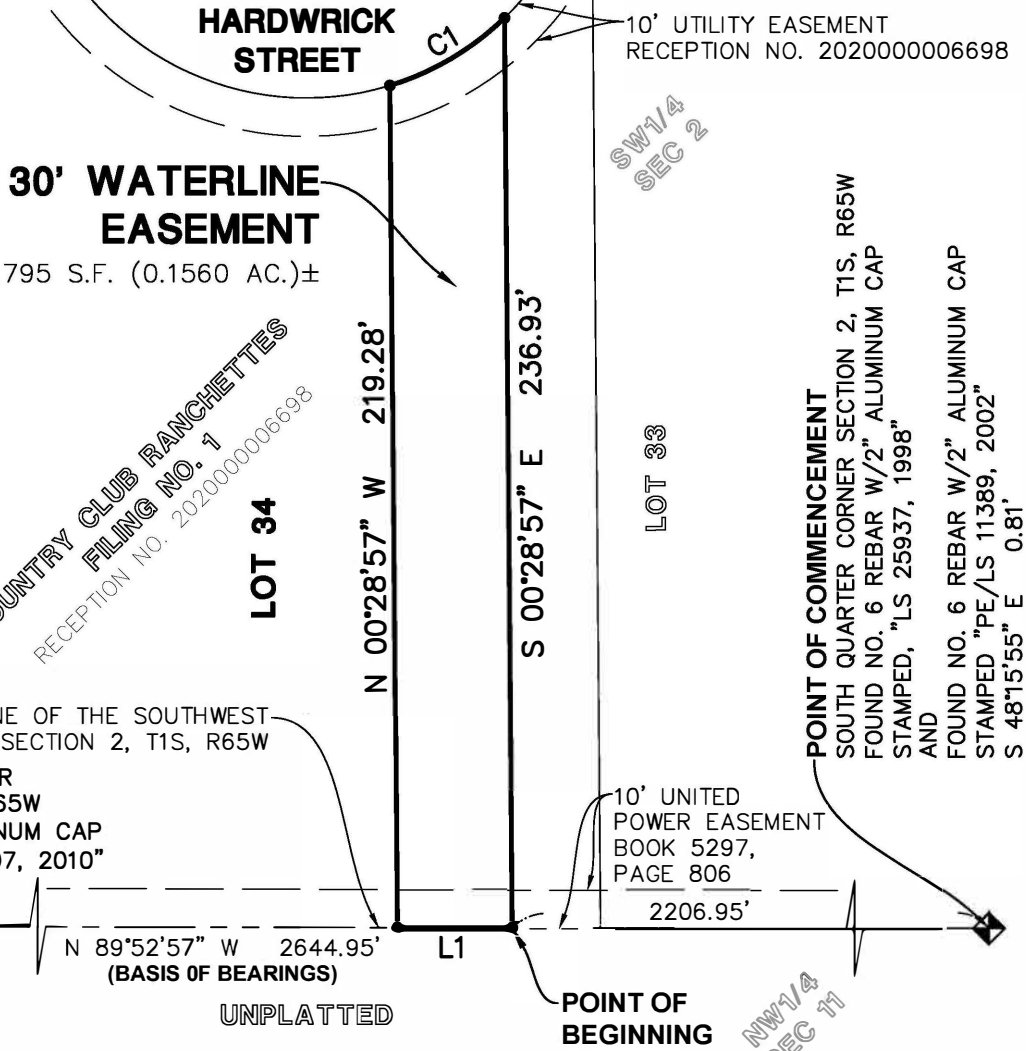 HARDWRICK
STREET
C1
10' UTILITY EASEMENT
RECEPTION NO. 2020000006698
SW1/4
SEC 2
30' WATERLINE
EASEMENT
795 S.F. (0.1560 AC.)±
CLUB RANCHETTES
FILING NO. 1
RECEPTION NO. 2020000006698
LOT 34
N 00°28'57" W 219.28'
S 00°28'57" E 236.93'
LOT 33
POINT OF COMMENCEMENT
SOUTH QUARTER CORNER SECTION 2, T1S, R65W
FOUND NO. 6 REBAR W/2" ALUMINUM CAP
STAMPED, "LS 25937, 1998"
AND
FOUND NO. 6 REBAR W/2" ALUMINUM CAP
STAMPED "PE/LS 11389, 2002"
S 48°15'55" E 0.81'
OF THE SOUTHWEST
SECTION 2, T1S, R65W
CAP
2010"
10' UNITED
POWER EASEMENT
BOOK 5297,
PAGE 806
2206.95'
N 89°52'57" W 2644.95'
(BASIS OF BEARINGS)
L1
UNPLATTED
POINT OF
BEGINNING
NW1/4
SEC 11